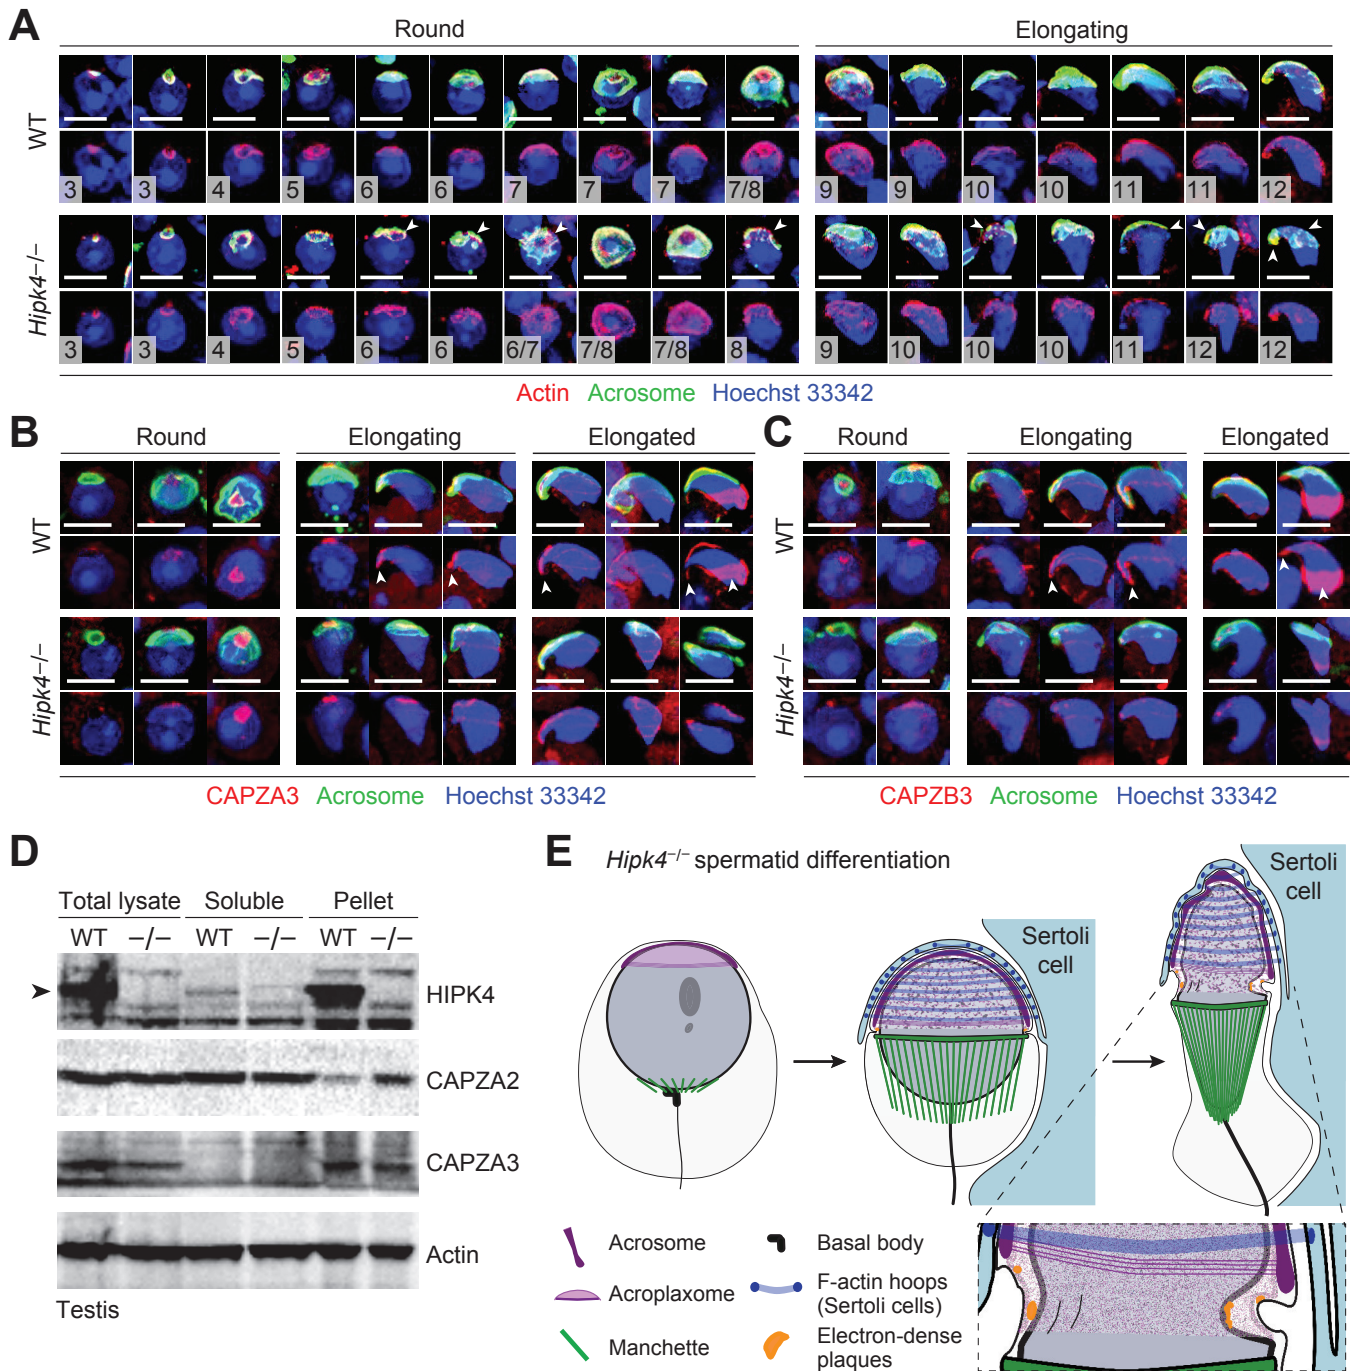 A
Round
Elongating
WT
3 3 4 5 6 6 7 7 7 7/8 9 9 10 10 11 11 12
Hipk4–/–
3 3 4 5 6 6 6/7 7/8 7/8 8 9 10 10 10 11 12 12
Actin Acrosome Hoechst 33342
B
Round
Elongating
Elongated
WT
Hipk4–/–
CAPZA3 Acrosome Hoechst 33342
C
Round
Elongating
Elongated
WT
Hipk4–/–
CAPZB3 Acrosome Hoechst 33342
D
Total lysate Soluble Pellet
WT –/– WT –/– WT –/–
HIPK4
CAPZA2
CAPZA3
Actin
Testis
E
Hipk4–/– spermatid differentiation
Sertoli
cell
Sertoli
cell
Acrosome
Acroplaxome
Manchette
Basal body
F-actin hoops
(Sertoli cells)
Electron-dense
plaques